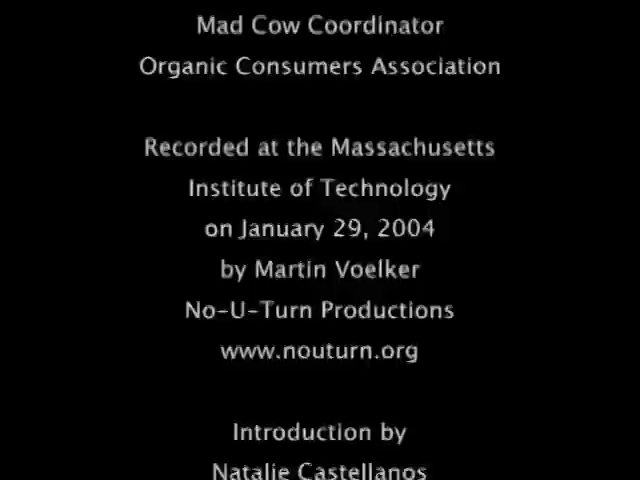 Mad Cow Coordinator
Organic Consumers Association
Recorded at the Massachusetts
Institute of Technology
on January 29, 2004
by Martin Voelker
No-U-Turn Productions
www.nouturn.org
Introduction by
Natalie Castellanos